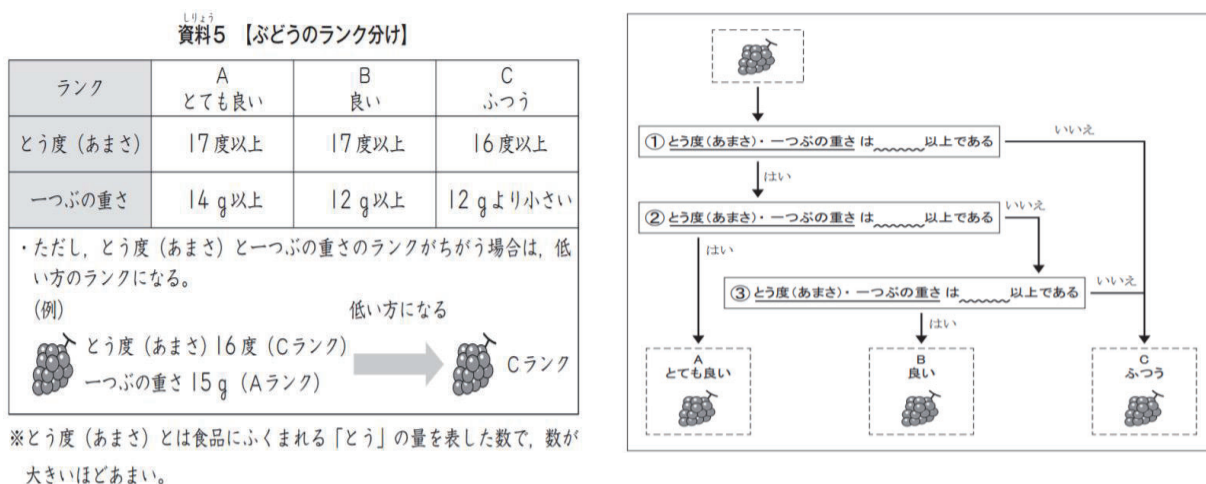 しりょう
資料5 【ぶどうのランク分け】
ランク
A
とても良い
B
良い
C
ふつう
とう度（あまさ）
17度以上
17度以上
16度以上
一つぶの重さ
14g以上
12g以上
12gより小さい
・ただし，とう度（あまさ）と一つぶの重さのランクがちがう場合は，低
い方のランクになる。
（例）
低い方になる
とう度（あまさ）16度（Cランク）
一つぶの重さ15g（Aランク）
Cランク
※とう度（あまさ）とは食品にふくまれる「とう」の量を表した数で，数が
大きいほどあまい。
①とう度（あまさ）・一つぶの重さ は 以上である
いいえ
はい
②とう度（あまさ）・一つぶの重さ は 以上である
いいえ
はい
③とう度（あまさ）・一つぶの重さ は 以上である
いいえ
はい
A
とても良い
B
良い
C
ふつう